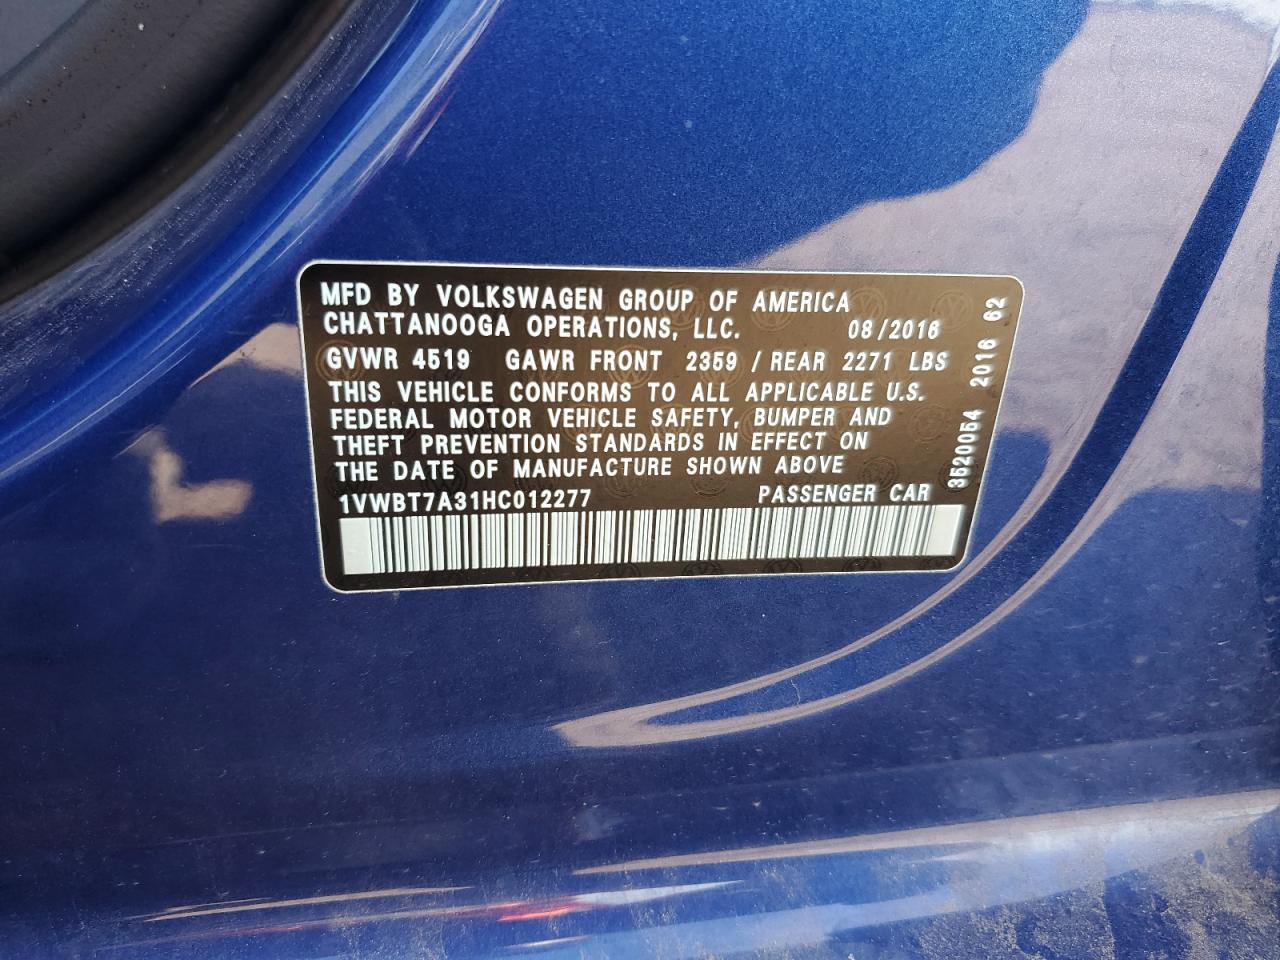 MFD BY VOLKSWAGEN GROUP OF AMERICA
CHATTANOOGA OPERATIONS, LLC. 08/2016
GVWR 4519 GAWR FRONT 2359 / REAR 2271 LBS
THIS VEHICLE CONFORMS TO ALL APPLICABLE U.S.
FEDERAL MOTOR VEHICLE SAFETY, BUMPER AND
THEFT PREVENTION STANDARDS IN EFFECT ON
THE DATE OF MANUFACTURE SHOWN ABOVE
1VWBT7A31HC012277 PASSENGER CAR
3520054 2016 62